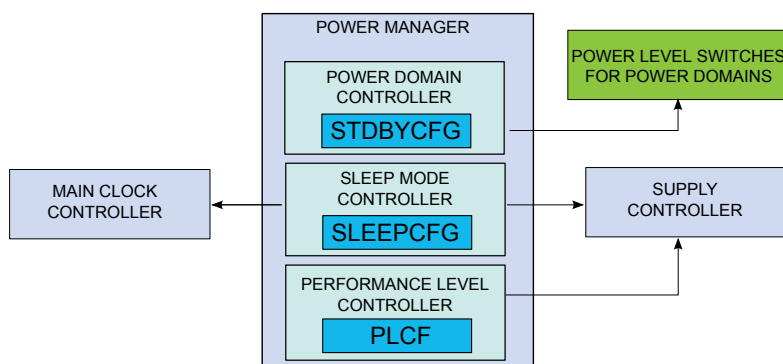 POWER MANAGER
POWER DOMAIN
CONTROLLER
STDBYCFG
POWER LEVEL SWITCHES
FOR POWER DOMAINS
MAIN CLOCK
CONTROLLER
SLEEP MODE
CONTROLLER
SLEEPCFG
SUPPLY
CONTROLLER
PERFORMANCE LEVEL
CONTROLLER
PLCF